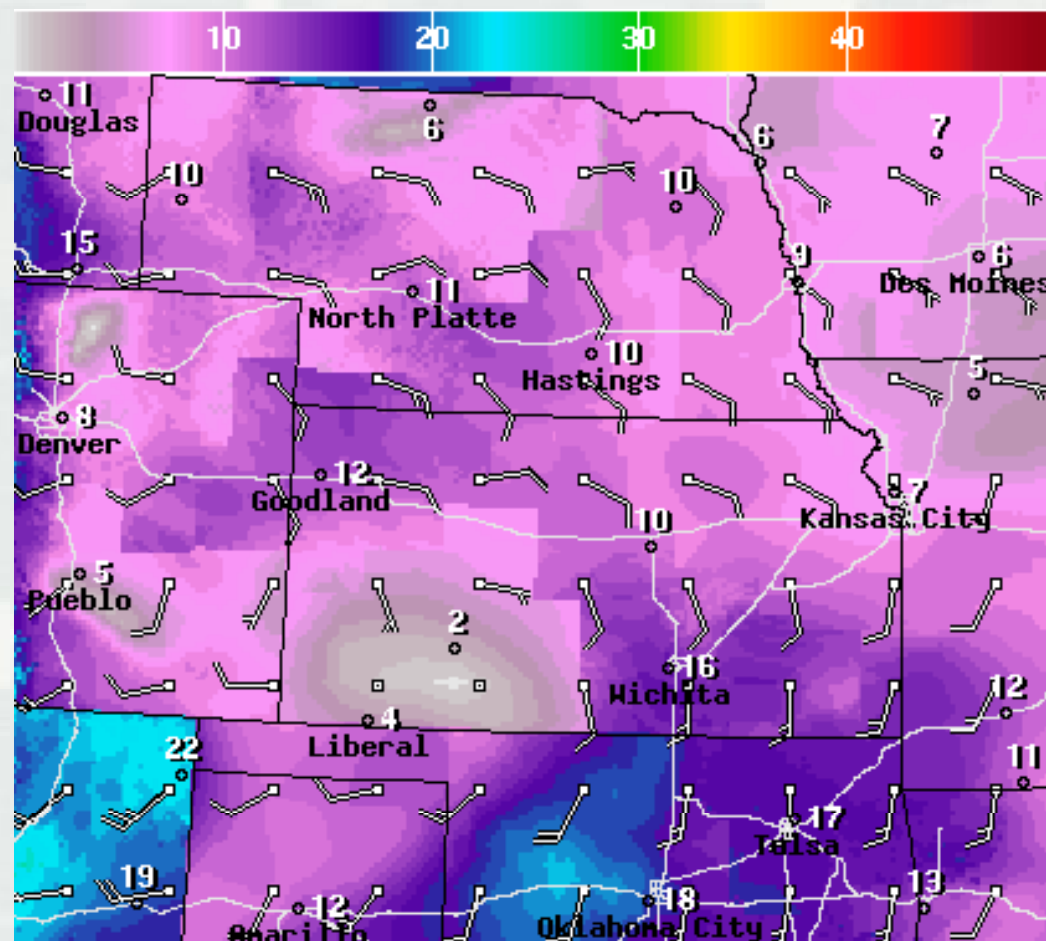 10 20 30 40
11
Douglas
6
6
7
10
10
15
9
6
Des Moines
11
North Platte
10
Hastings
5
8
Denver
12
Goodland
7
10
Kansas City
5
Pueblo
2
16
Wichita
12
4
Liberal
22
11
17
Tulsa
19
12
18
13
Oklahoma City
Amarillo